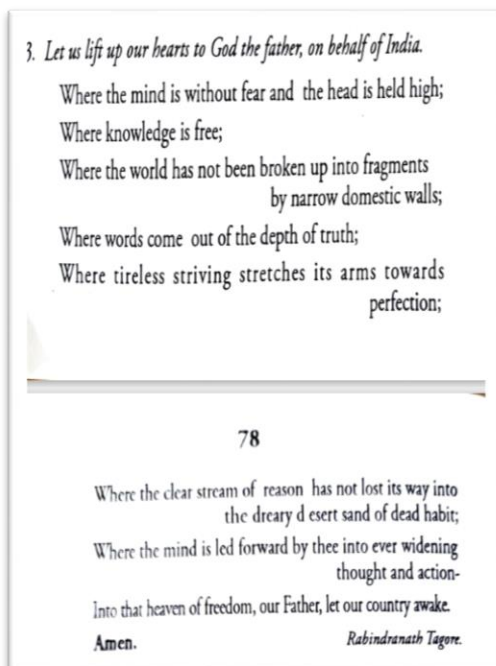 3. Let us lift up our hearts to God the father, on behalf of India.
Where the mind is without fear and the head is held high;
Where knowledge is free;
Where the world has not been broken up into fragments
by narrow domestic walls;
Where words come out of the depth of truth;
Where tireless striving stretches its arms towards
perfection;
78
Where the clear stream of reason has not lost its way into
the dreary d esert sand of dead habit;
Where the mind is led forward by thee into ever widening
thought and action-
Into that heaven of freedom, our Father, let our country awake.
Amen. Rabindranath Tagore.